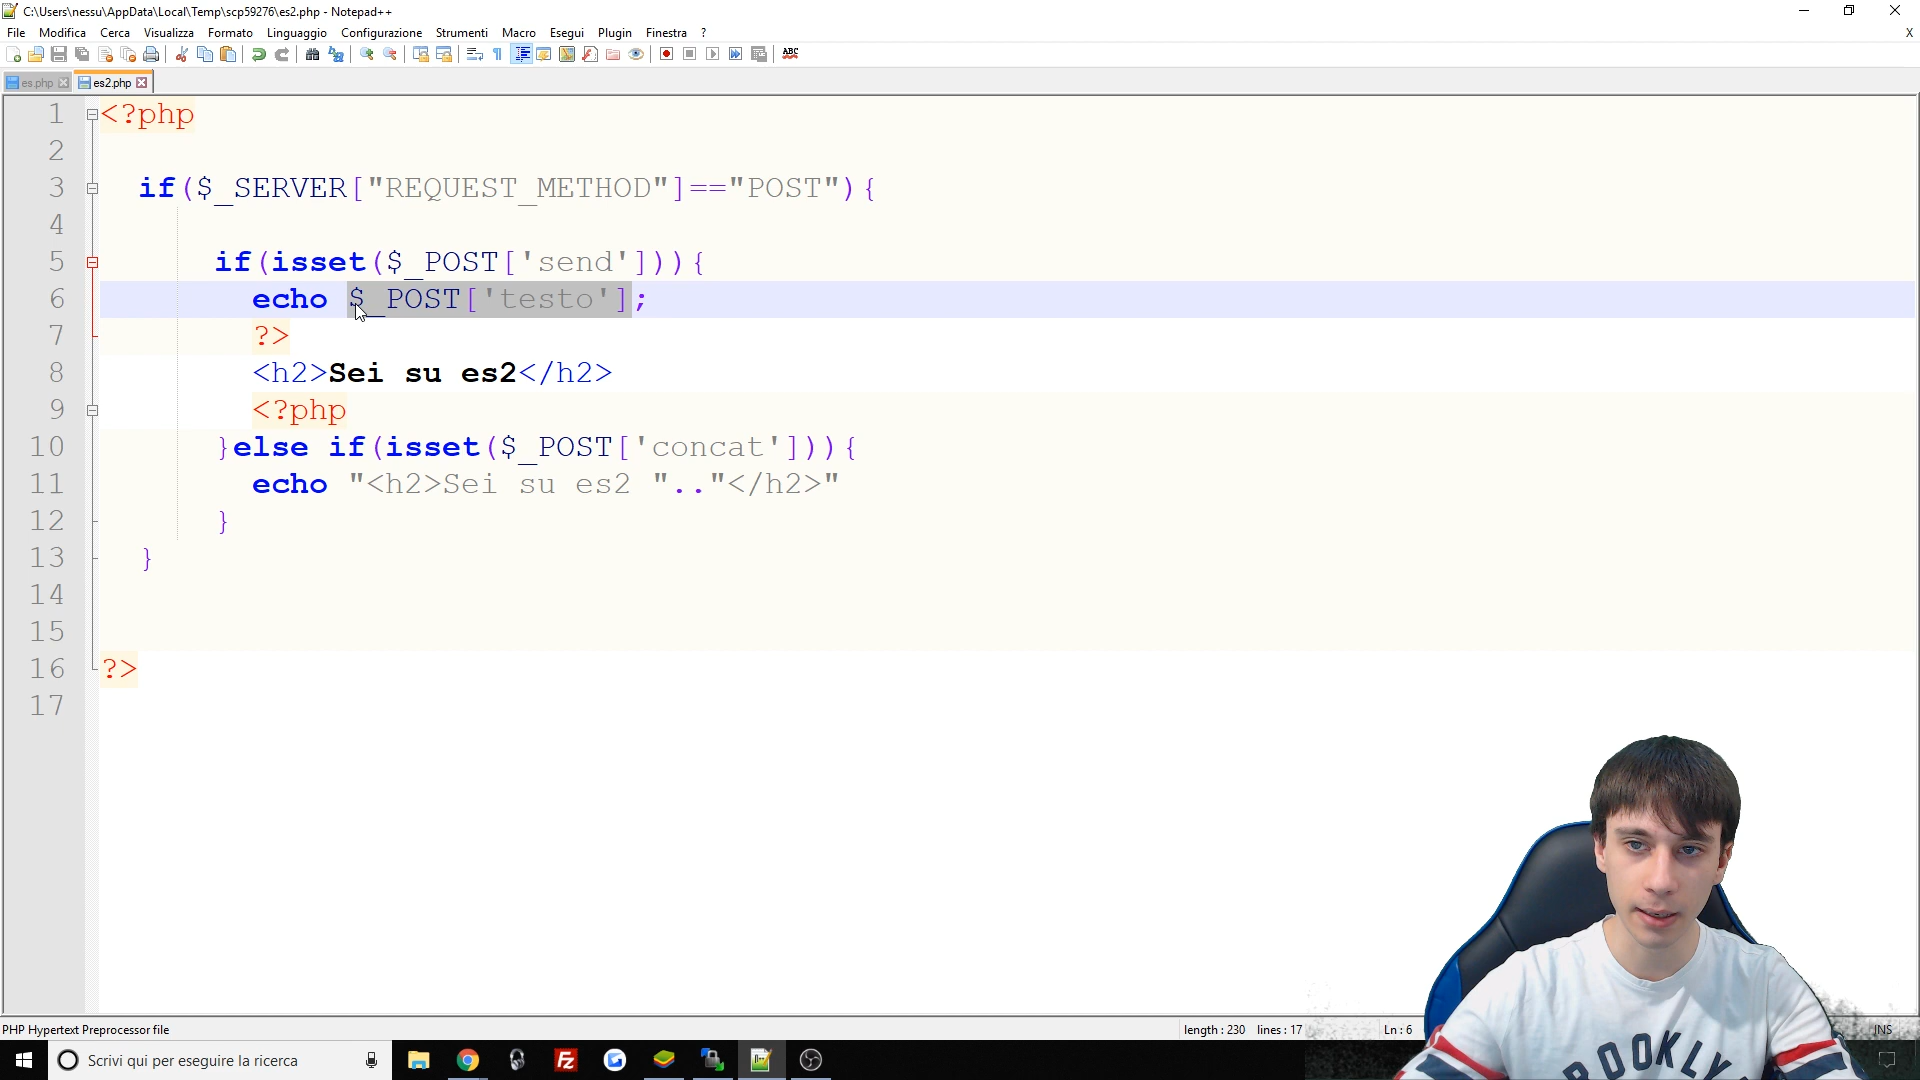 C:\Users\nessu\AppData\Local\Temp\scp59276\es2.php - Notepad++
File Modifica Cerca Visualizza Formato Linguaggio Configurazione Strumenti Macro Esegui Plugin Finestra ? X
ABC
es.php es2.php
1 <?php
2
3 if($_SERVER["REQUEST_METHOD"]=="POST"){
4
5 if(isset($_POST['send'])){
6 echo $_POST['testo'];
7 ?>
8 <h2>Sei su es2</h2>
9 <?php
10 }else if(isset($_POST['concat'])){
11 echo "<h2>Sei su es2 ".."</h2>"
12 }
13 }
14
15
16 ?>
17
PHP Hypertext Preprocessor file length : 230 lines : 17 Ln : 6 INS
Scrivi qui per eseguire la ricerca
Fz